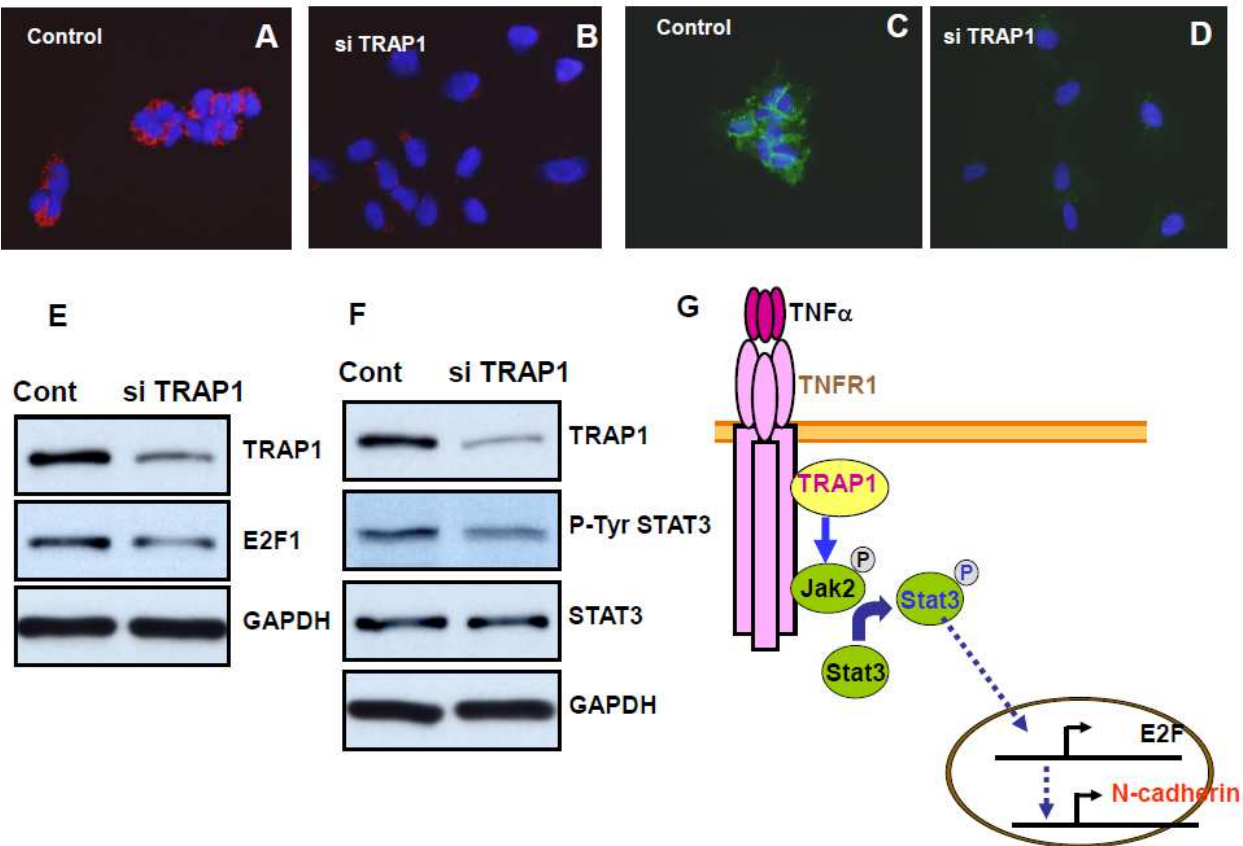 Control
A
si TRAP1
B
Control
C
si TRAP1
D
E
Cont si TRAP1
TRAP1
E2F1
GAPDH
F
Cont si TRAP1
TRAP1
P-Tyr STAT3
STAT3
GAPDH
G
TNFα
TNFR1
TRAP1
P
Jak2
P
Stat3
Stat3
E2F
N-cadherin